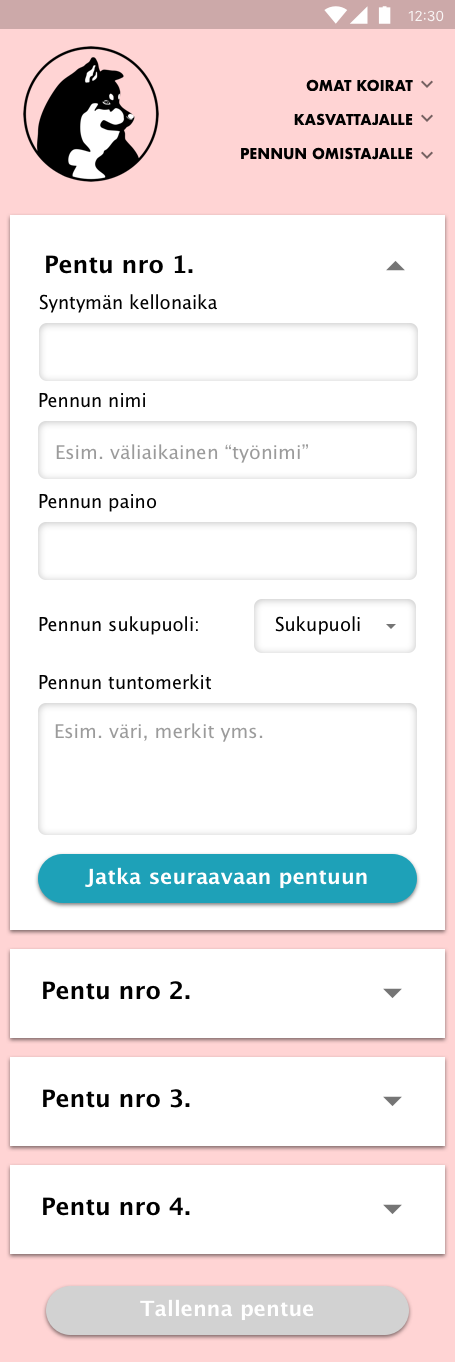 12:30
OMAT KOIRAT
KASVATTAJALLE
PENNUN OMISTAJALLE
Pentu nro 1.
Syntymän kellonaika
Pennun nimi
Esim. väliaikainen “työnimi”
Pennun paino
Pennun sukupuoli: Sukupuoli
Pennun tuntomerkit
Esim. väri, merkit yms.
Jatka seuraavaan pentuun
Pentu nro 2.
Pentu nro 3.
Pentu nro 4.
Tallenna pentue